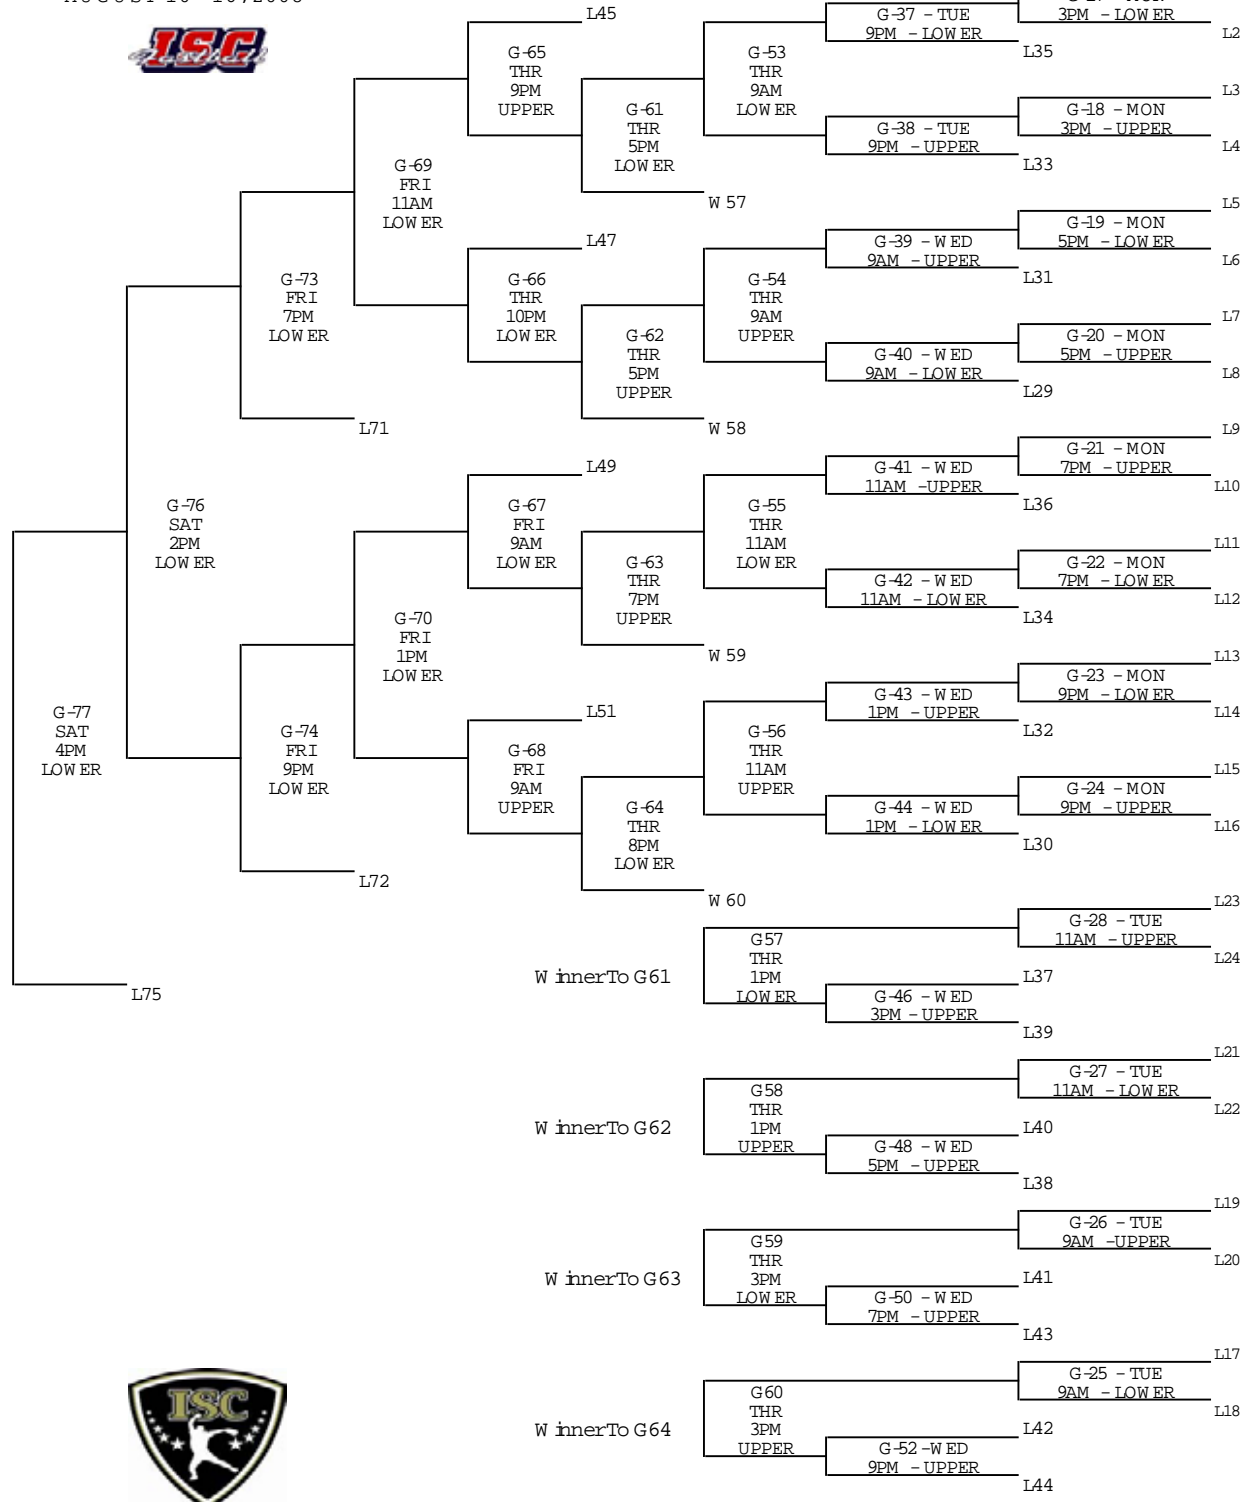 L45
G-37 - TUE
9PM - LOWER
3PM - LOWER
L2
L35
ISC
G-65
THR
9PM
UPPER
G-53
THR
9AM
LOWER
L3
G-18 - MON
3PM - UPPER
L4
G-61
THR
5PM
LOWER
G-38 - TUE
9PM - UPPER
L33
G-69
FRI
11AM
LOWER
W 57
L5
G-19 - MON
5PM - LOWER
L6
L47
G-39 - WED
9AM - UPPER
L31
G-73
FRI
7PM
LOWER
G-66
THR
10PM
LOWER
G-54
THR
9AM
UPPER
L7
G-20 - MON
5PM - UPPER
L8
G-62
THR
5PM
UPPER
G-40 - WED
9AM - LOWER
L29
L71
W 58
L9
G-21 - MON
7PM - UPPER
L10
L49
G-41 - WED
11AM -UPPER
L36
G-76
SAT
2PM
LOWER
G-67
FRI
9AM
LOWER
G-55
THR
11AM
LOWER
L11
G-22 - MON
7PM - LOWER
L12
G-63
THR
7PM
UPPER
G-42 - WED
11AM - LOWER
L34
G-70
FRI
1PM
LOWER
W 59
L13
G-23 - MON
9PM - LOWER
L14
G-77
SAT
4PM
LOWER
L51
G-43 - WED
1PM - UPPER
L32
G-74
FRI
9PM
LOWER
G-68
FRI
9AM
UPPER
G-56
THR
11AM
UPPER
L15
G-24 - MON
9PM - UPPER
L16
G-64
THR
8PM
LOWER
G-44 - WED
1PM - LOWER
L30
L72
W 60
L23
G-28 - TUE
11AM - UPPER
L24
Winner To G61
G57
THR
1PM
LOWER
L37
G-46 - WED
3PM - UPPER
L39
L75
L21
G-27 - TUE
11AM - LOWER
L22
Winner To G62
G58
THR
1PM
UPPER
L40
G-48 - WED
5PM - UPPER
L38
L19
G-26 - TUE
9AM -UPPER
L20
Winner To G63
G59
THR
3PM
LOWER
L41
G-50 - WED
7PM - UPPER
L43
L17
G-25 - TUE
9AM - LOWER
L18
ISC
Winner To G64
G60
THR
3PM
UPPER
L42
G-52 -WED
9PM - UPPER
L44